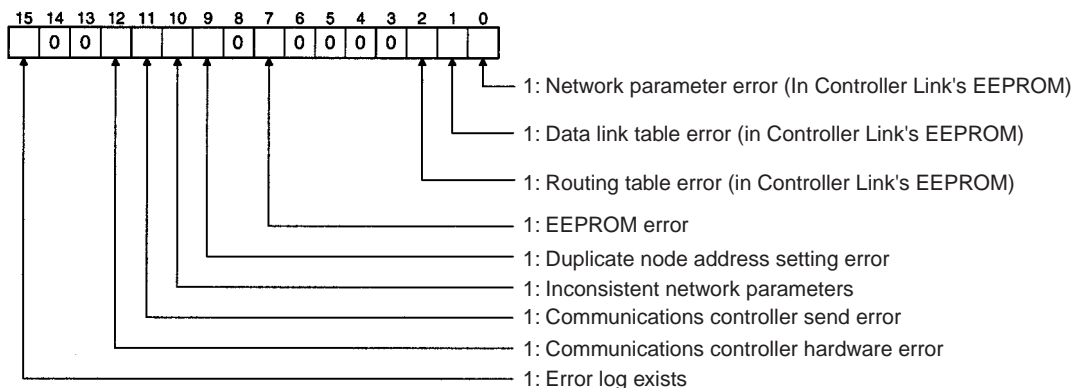 15 14 13 12 11 10 9 8 7 6 5 4 3 2 1 0
0 0 0 0 0 0 0
1: Network parameter error (In Controller Link's EEPROM)
1: Data link table error (in Controller Link's EEPROM)
1: Routing table error (in Controller Link's EEPROM)
1: EEPROM error
1: Duplicate node address setting error
1: Inconsistent network parameters
1: Communications controller send error
1: Communications controller hardware error
1: Error log exists